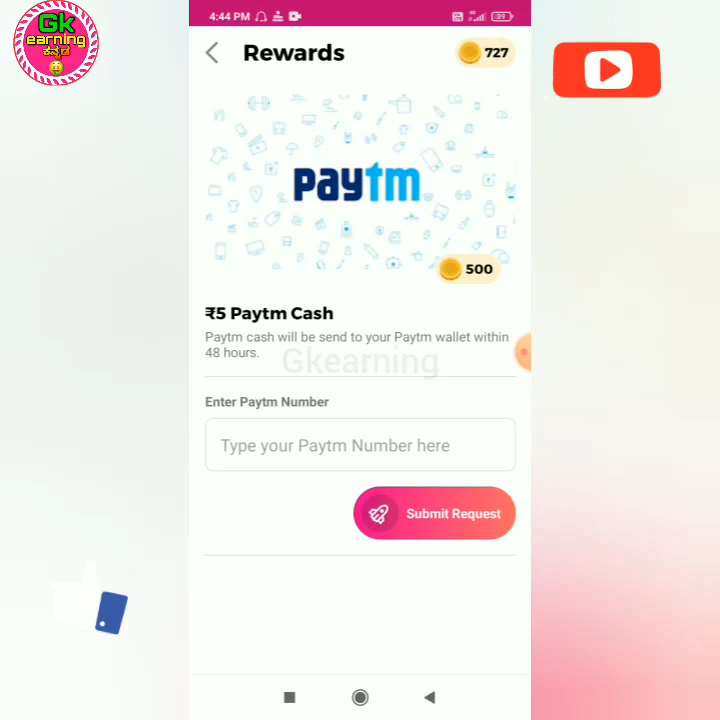 Gk
earning
ಕನ್ನಡ
4:44 PM
89
Rewards
727
paytm
500
₹5 Paytm Cash
Paytm cash will be send to your Paytm wallet within
48 hours.
Gkearning
Enter Paytm Number
Type your Paytm Number here
Submit Request